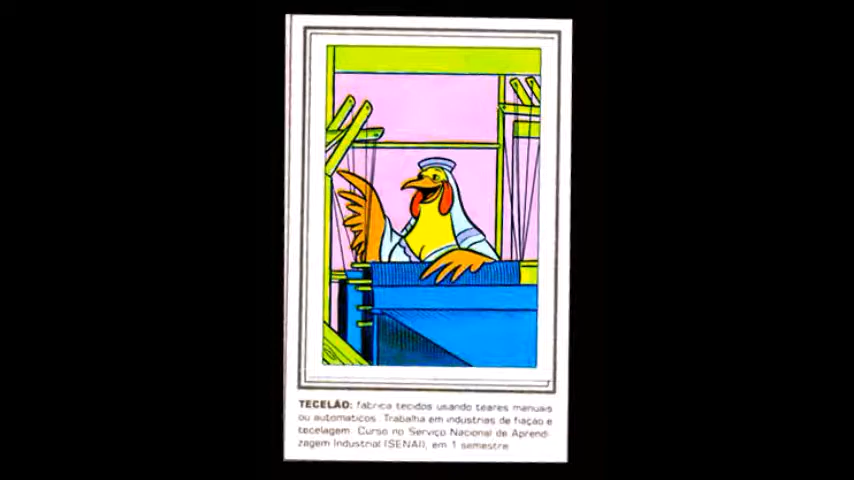 TECELÃO: fabrica tecidos usando teares manuais
ou automáticos. Trabalha em indústrias de fiação e
tecelagem. Curso no Serviço Nacional de Aprendi-
zagem Industrial (SENAI), em 1 semestre.